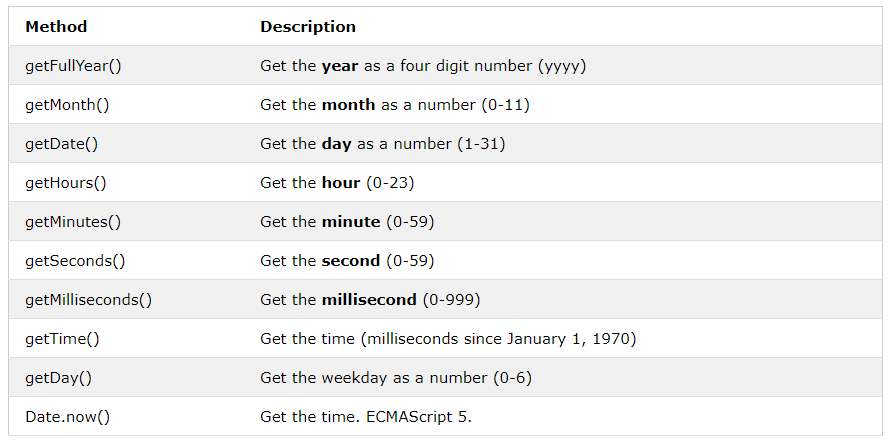 Method Description
getFullYear() Get the year as a four digit number (yyyy)
getMonth() Get the month as a number (0-11)
getDate() Get the day as a number (1-31)
getHours() Get the hour (0-23)
getMinutes() Get the minute (0-59)
getSeconds() Get the second (0-59)
getMilliseconds() Get the millisecond (0-999)
getTime() Get the time (milliseconds since January 1, 1970)
getDay() Get the weekday as a number (0-6)
Date.now() Get the time. ECMAScript 5.